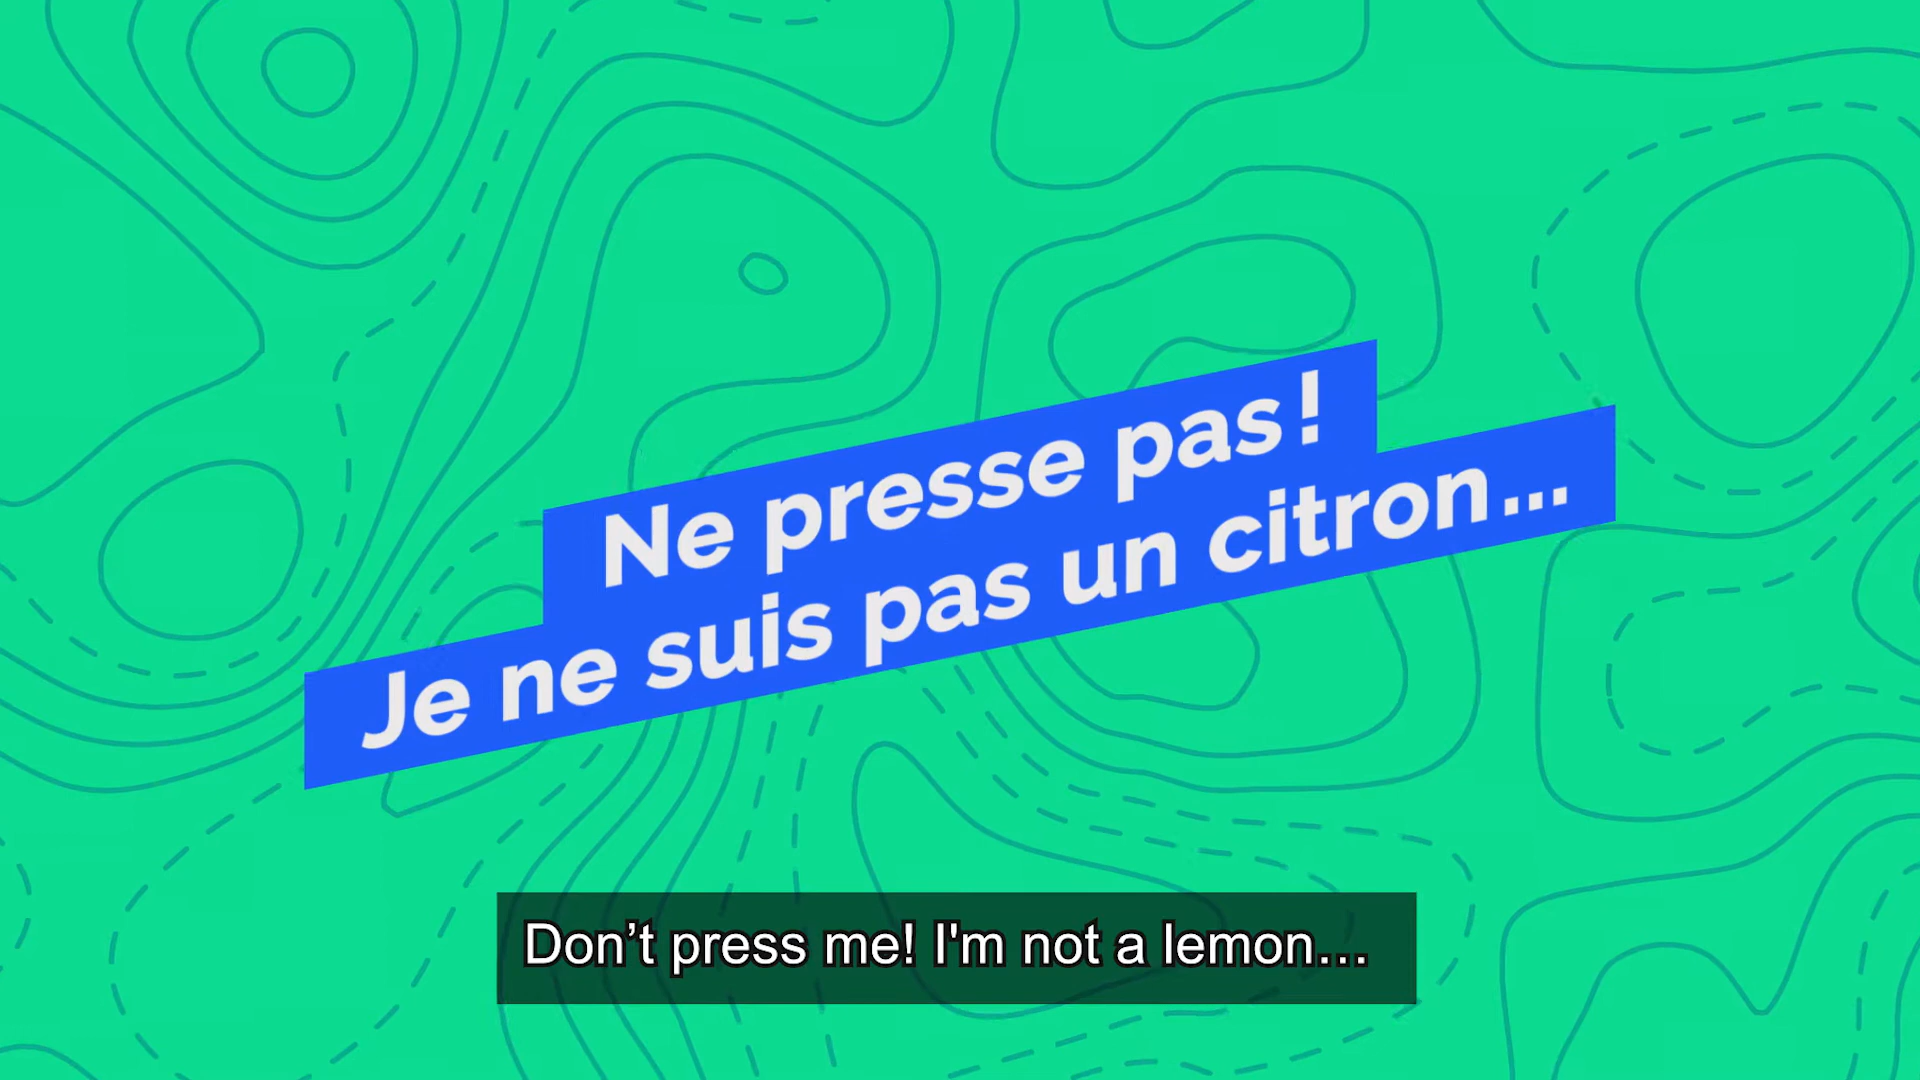 Ne presse pas !
Je ne suis pas un citron...
Don’t press me! I'm not a lemon...